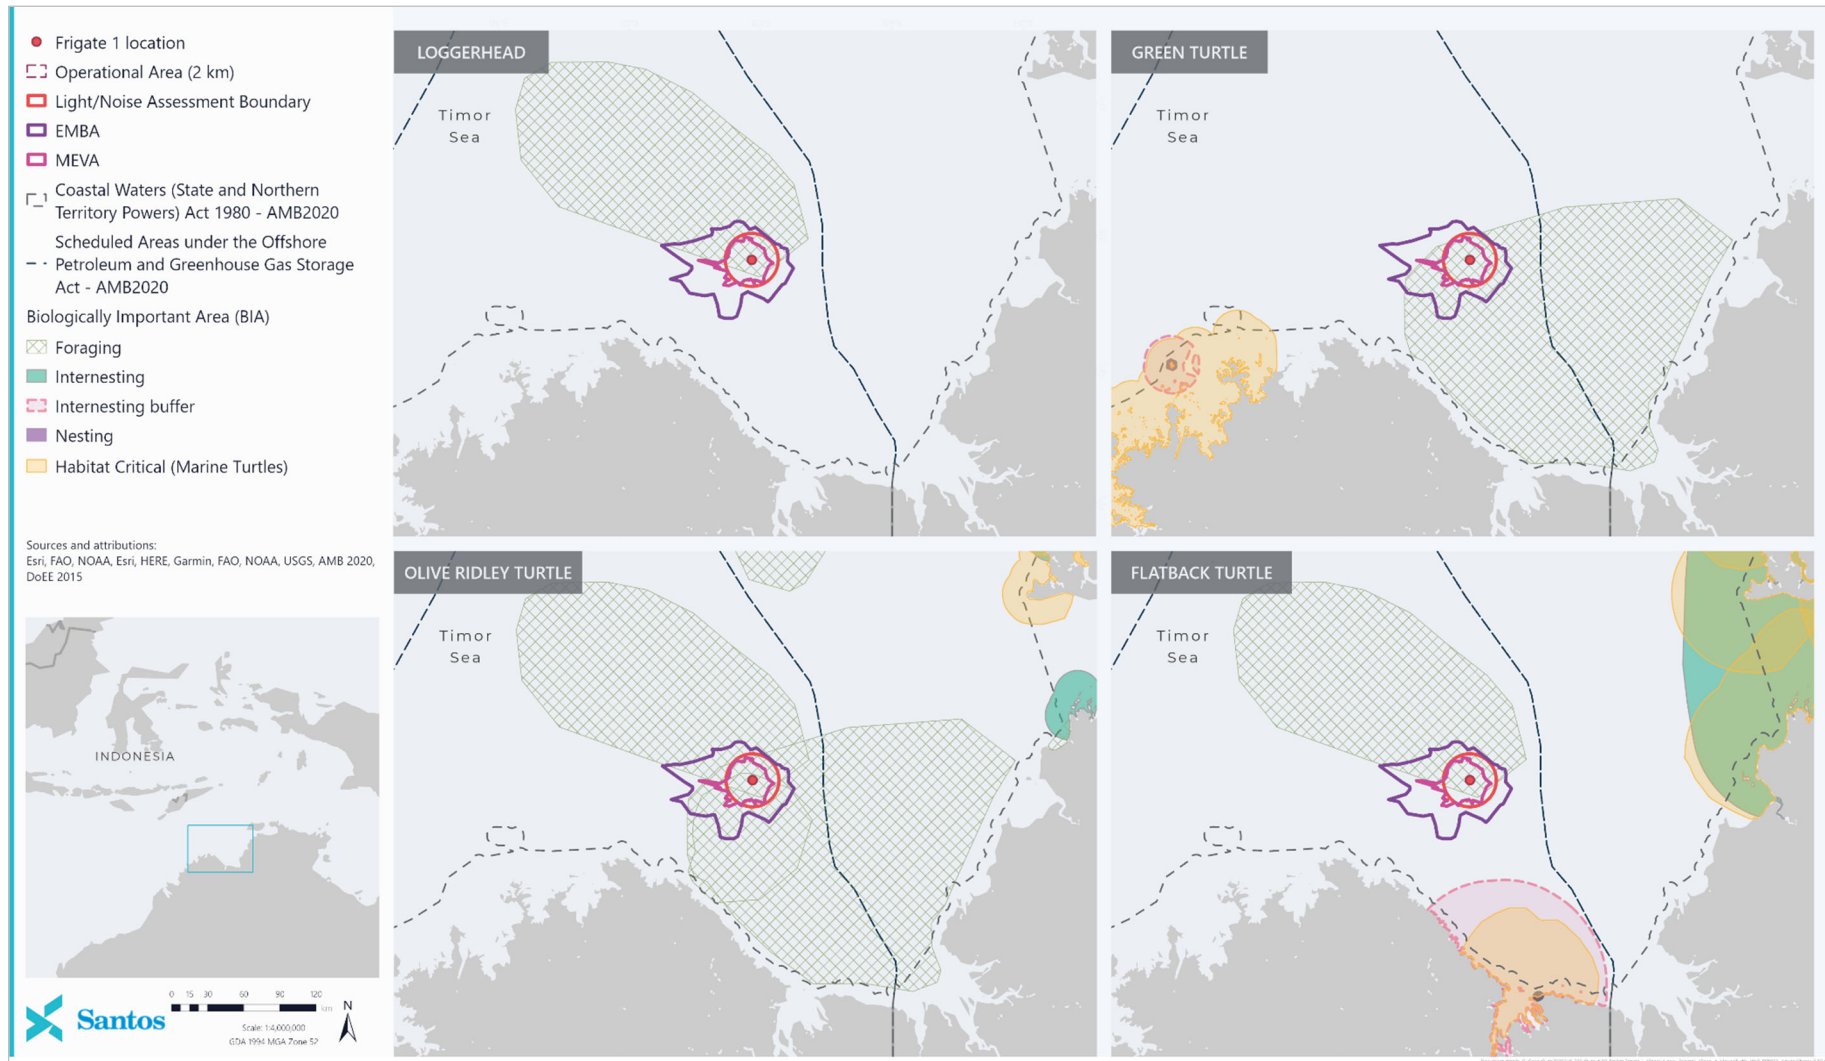 Frigate 1 location
Operational Area (2 km)
Light/Noise Assessment Boundary
EMBA
MEVA
Coastal Waters (State and Northern
Territory Powers) Act 1980 - AMB2020
Scheduled Areas under the Offshore
Petroleum and Greenhouse Gas Storage
Act - AMB2020
Biologically Important Area (BIA)
Foraging
Internesting
Internesting buffer
Nesting
Habitat Critical (Marine Turtles)
Sources and attributions:
Esri, FAO, NOAA, Esri, HERE, Garmin, FAO, NOAA, USGS, AMB 2020,
DoEE 2015
INDONESIA
Santos
0 15 30 60 90 120
km
N
Scale: 1:4,000,000
GDA 1994 MGA Zone 52
LOGGERHEAD
Timor
Sea
GREEN TURTLE
Timor
Sea
OLIVE RIDLEY TURTLE
Timor
Sea
FLATBACK TURTLE
Timor
Sea